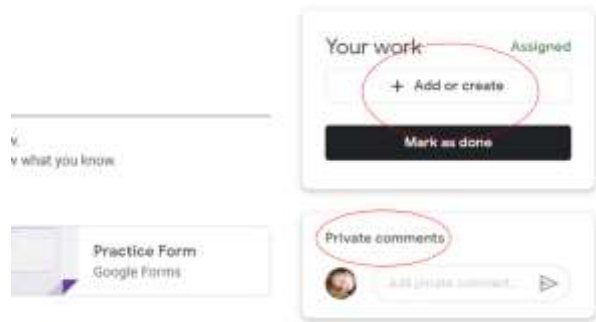 Your work
Assigned
+ Add or create
Mark as done
w what you know.
Practice Form
Google Forms
Private comments
Add private comment...